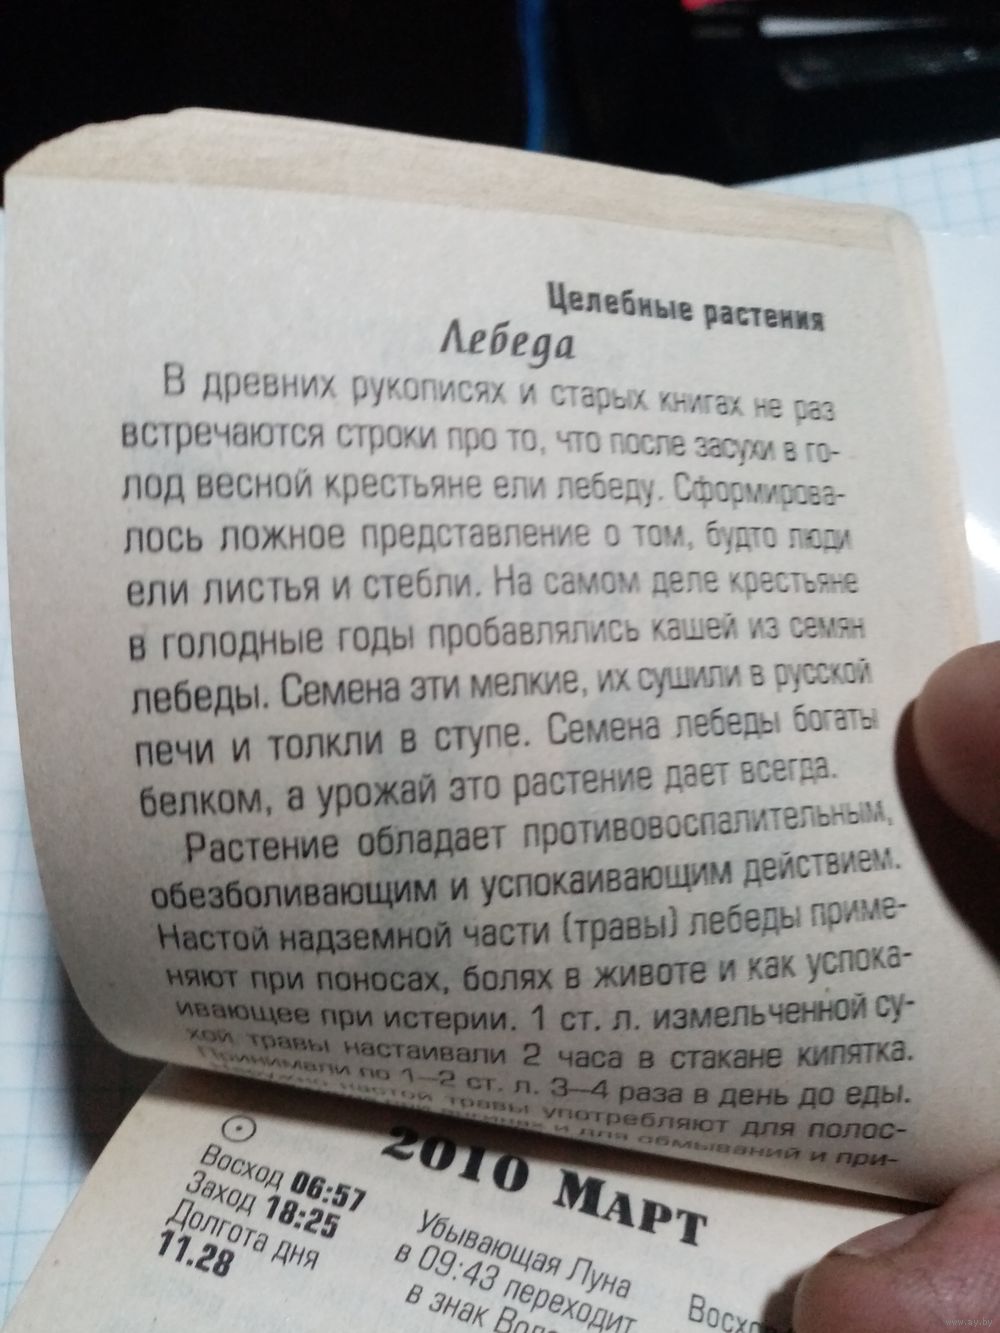 Целебные растения
Лебеда
В древних рукописях и старых книгах не раз
встречаются строки про то, что после засухи в го-
лод весной крестьяне ели лебеду. Сформирова-
лось ложное представление о том, будто люди
ели листья и стебли. На самом деле крестьяне
в голодные годы пробавлялись кашей из семян
лебеды. Семена эти мелкие, их сушили в русской
печи и толкли в ступе. Семена лебеды богаты
белком, а урожай это растение дает всегда.
Растение обладает противовоспалительным,
обезболивающим и успокаивающим действием.
Настой надземной части (травы) лебеды приме-
няют при поносах, болях в животе и как успока-
ивающее при истерии. 1 ст. л. измельченной су-
хой травы настаивали 2 часа в стакане кипятка.
Принимали по 1–2 ст. л. 3–4 раза в день до еды.
Наружно настой травы употребляют для полос-
ангинах и для обмываний и при-
2010 Март
Восход 06:57
Заход 18:25
Долгота дня
11.28
Убывающая Луна
в 09:43 переходит
в знак
www.ay.by